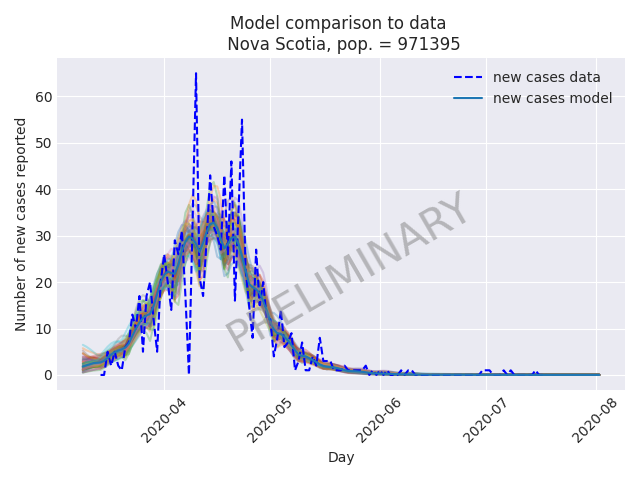 Model comparison to data
Nova Scotia, pop. = 971395
new cases data
new cases model
Number of new cases reported
60
50
40
30
20
10
0
PRELIMINARY
2020-04
2020-05
2020-06
2020-07
2020-08
Day